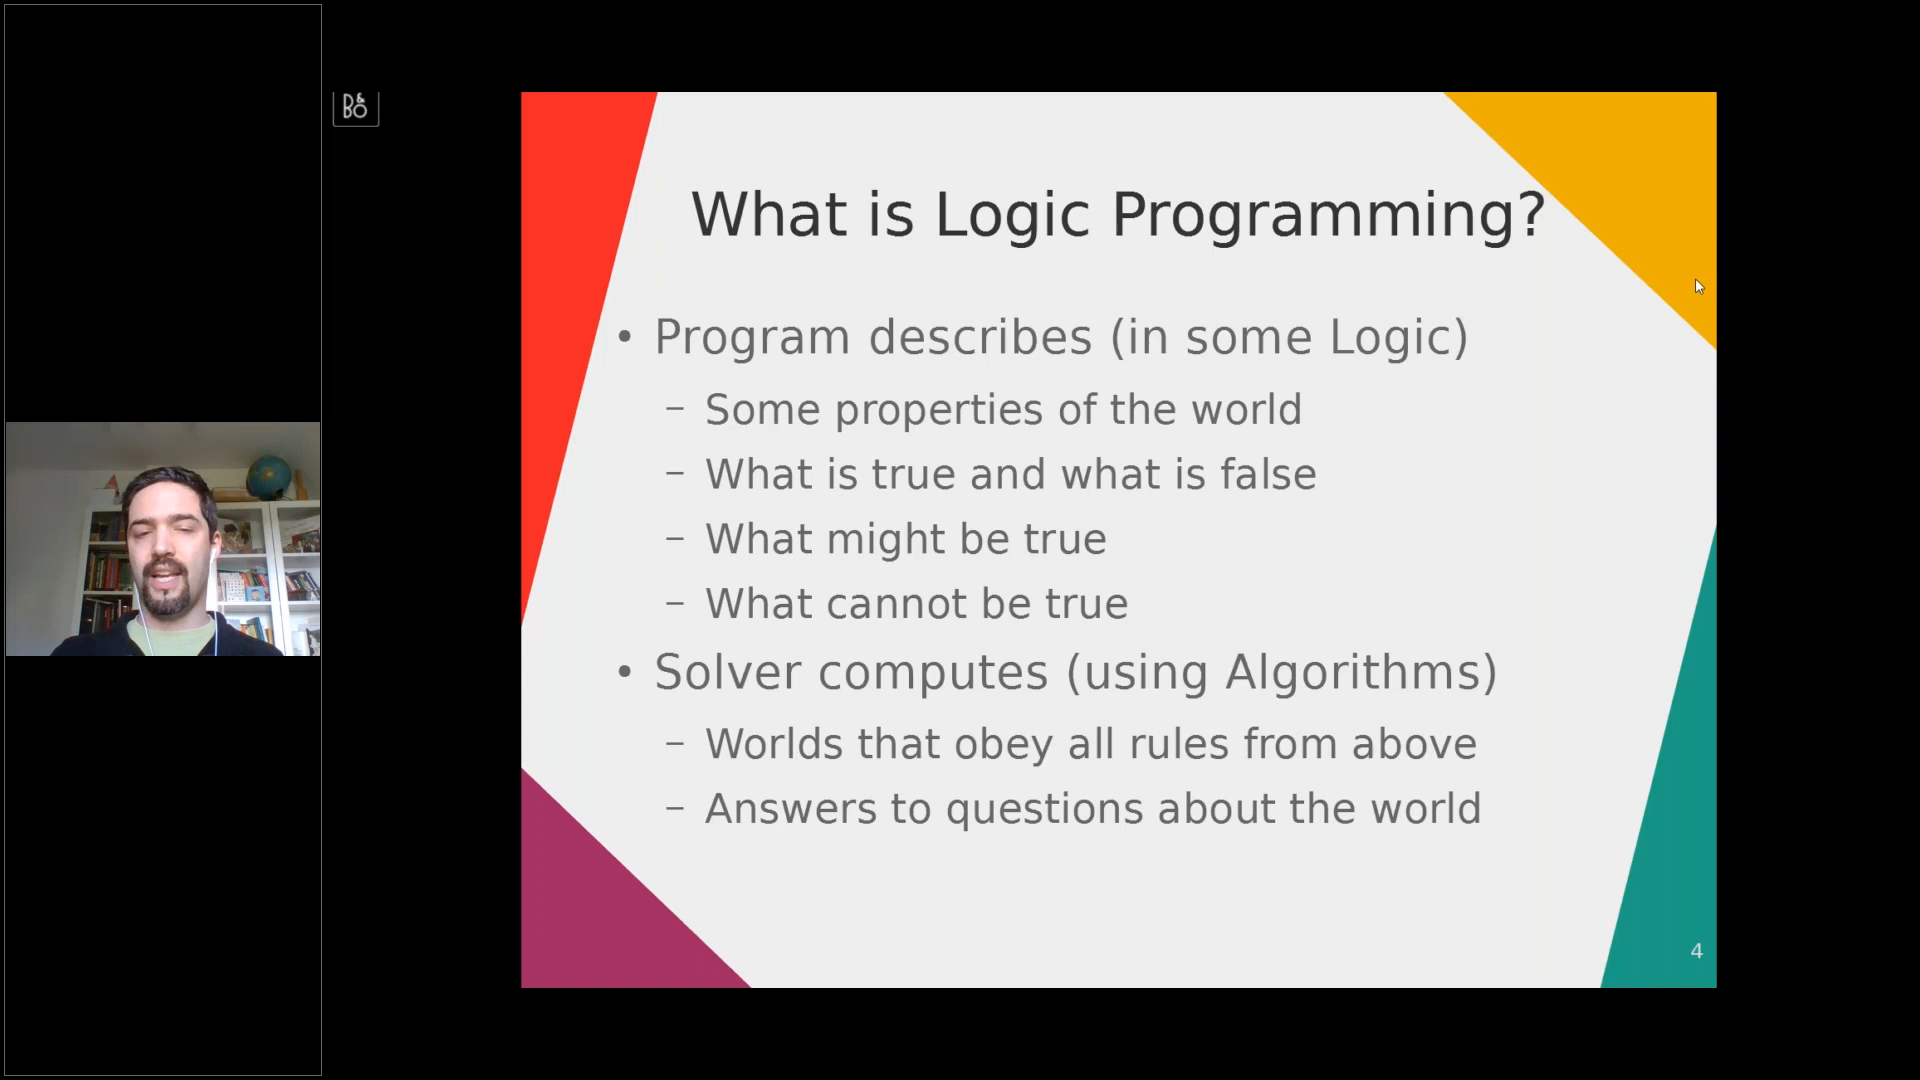 B&O
What is Logic Programming?
• Program describes (in some Logic)
– Some properties of the world
– What is true and what is false
– What might be true
– What cannot be true
• Solver computes (using Algorithms)
– Worlds that obey all rules from above
– Answers to questions about the world
4